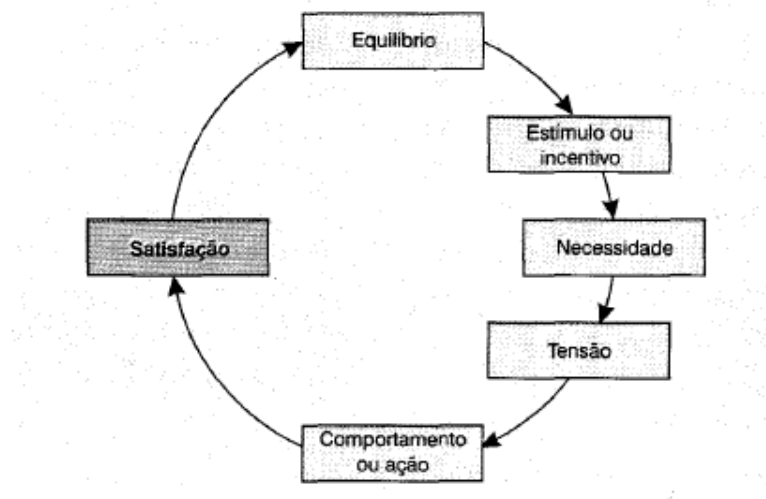 Equilíbrio
Estímulo ou
incentivo
Necessidade
Tensão
Comportamento
ou ação
Satisfação